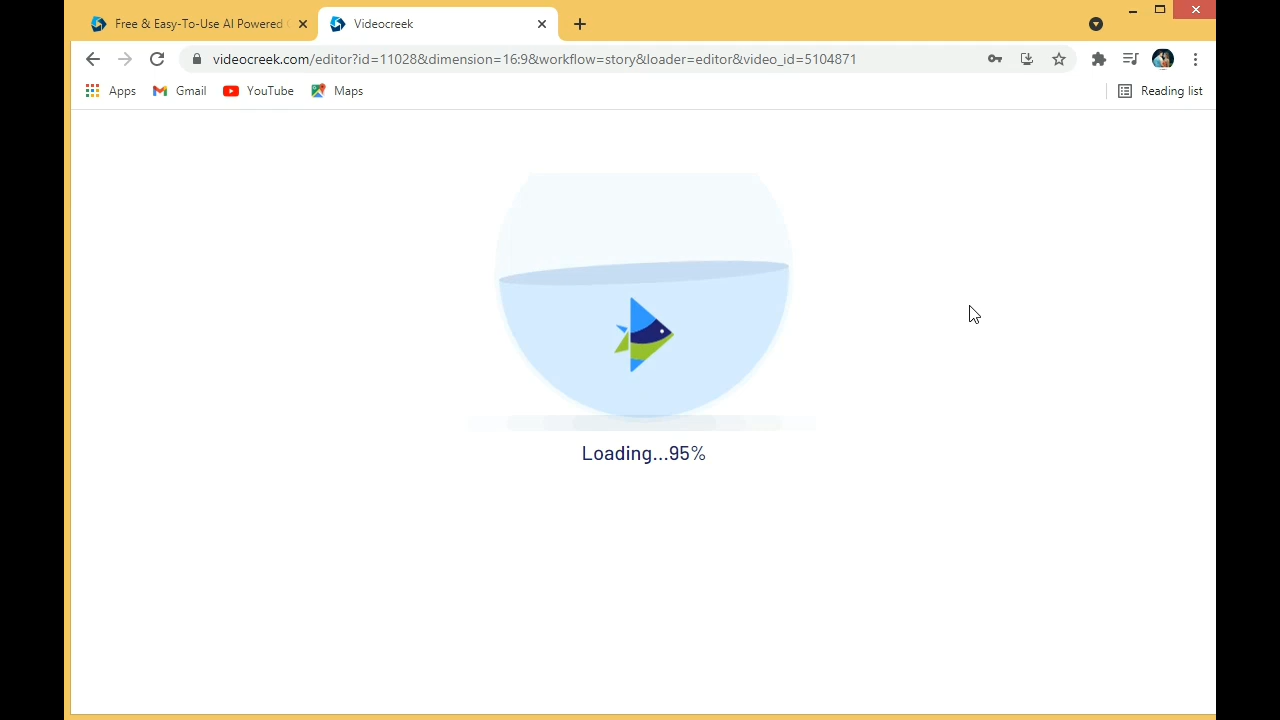 Free & Easy-To-Use AI Powered
Videocreek
videocreek.com/editor?id=11028&dimension=16:9&workflow=story&loader=editor&video_id=5104871
Apps
Gmail
YouTube
Maps
Reading list
Loading...95%